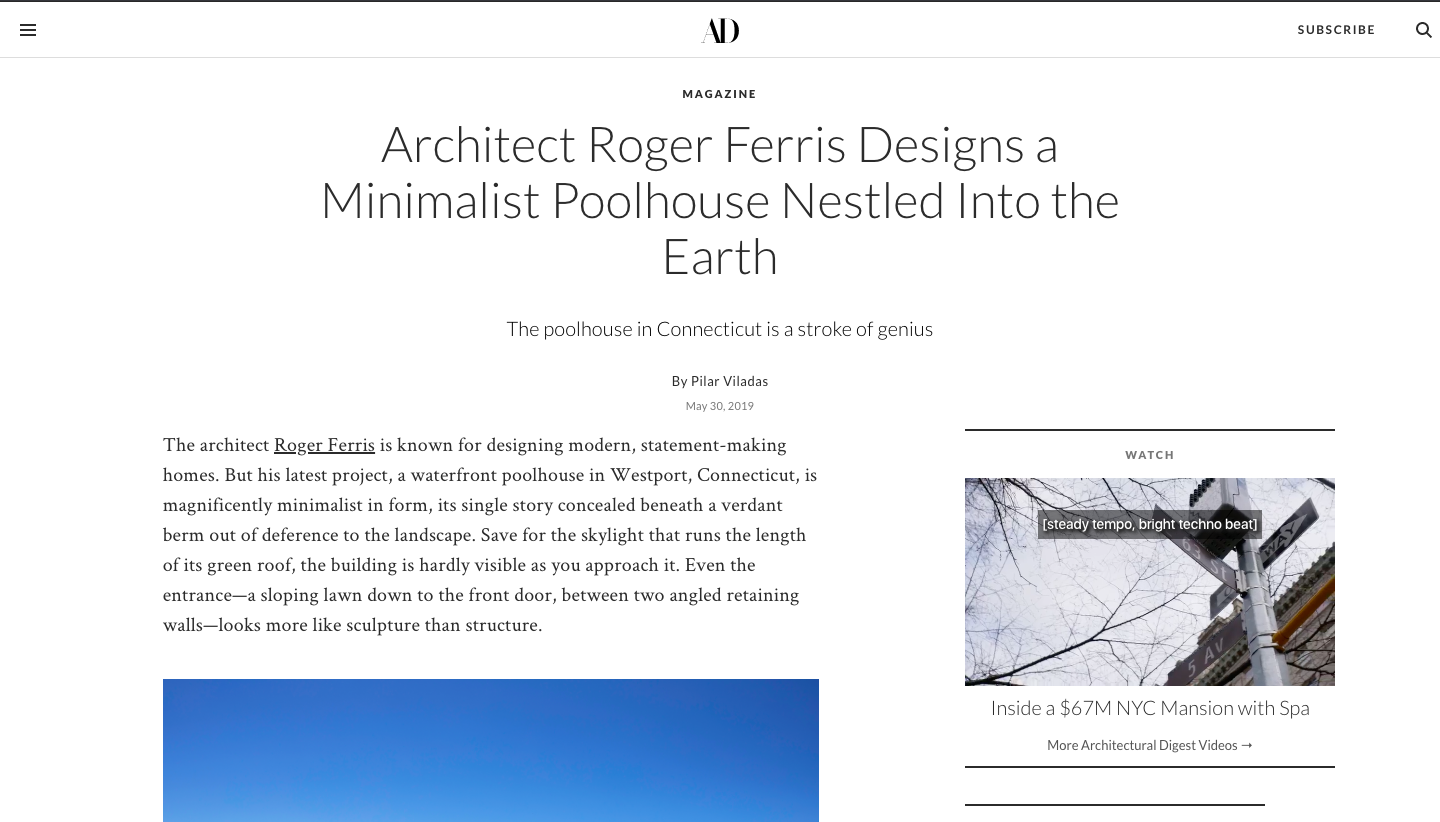 AD
SUBSCRIBE
MAGAZINE
Architect Roger Ferris Designs a
Minimalist Poolhouse Nestled Into the
Earth
The poolhouse in Connecticut is a stroke of genius
By Pilar Viladas
May 30, 2019
The architect Roger Ferris is known for designing modern, statement-making
homes. But his latest project, a waterfront poolhouse in Westport, Connecticut, is
magnificently minimalist in form, its single story concealed beneath a verdant
berm out of deference to the landscape. Save for the skylight that runs the length
of its green roof, the building is hardly visible as you approach it. Even the
entrance—a sloping lawn down to the front door, between two angled retaining
walls—looks more like sculpture than structure.
WATCH
[steady tempo, bright techno beat]
WAY
ST
5 AV
Inside a $67M NYC Mansion with Spa
More Architectural Digest Videos →